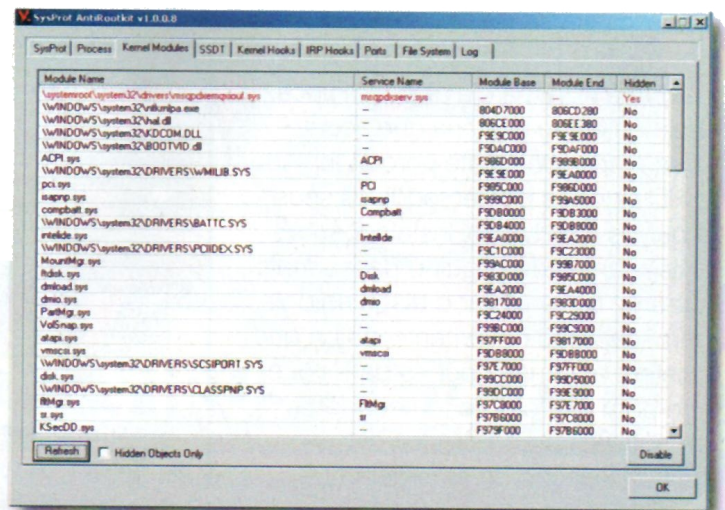 SysProt AntiRootkit v1.0.0.8
SysProt Process Kernel Modules SSDT Kernel Hooks IRP Hooks Ports File System Log
Module Name Service Name Module Base Module End Hidden
-- -- Yes
\WINDOWS\system32\ntkrnlpa.exe -- 804D7000 806CD280 No
\WINDOWS\system32\hal.dll -- 806CE000 806EE380 No
\WINDOWS\system32\KDCOM.DLL -- F9E9C000 F9E9E000 No
\WINDOWS\system32\BOOTVID.dll -- F9DAC000 F9DAF000 No
ACPI.sys ACPI F986D000 F989B000 No
\WINDOWS\system32\DRIVERS\WMILIB.SYS -- F9E9E000 F9EA0000 No
pci.sys PCI F985C000 F986D000 No
isapnp.sys isapnp F999C000 F99A5000 No
compbatt.sys Compbatt F9DB0000 F9DB3000 No
\WINDOWS\system32\DRIVERS\BATTC.SYS -- F9DB4000 F9DB8000 No
intelide.sys IntelIde F9EA0000 F9EA2000 No
\WINDOWS\system32\DRIVERS\PCIIDEX.SYS -- F9C1C000 F9C23000 No
MountMgr.sys -- F99AC000 F99B7000 No
ftdisk.sys Disk F983D000 F985C000 No
dmload.sys dmload F9EA2000 F9EA4000 No
dmio.sys dmio F9817000 F983D000 No
PartMgr.sys -- F9C24000 F9C29000 No
VolSnap.sys -- F99BC000 F99C9000 No
atapi.sys atapi F97FF000 F9817000 No
vmscsi.sys vmscsi F9DB8000 F9DBB000 No
\WINDOWS\system32\DRIVERS\SCSIPORT.SYS -- F97E7000 F97FF000 No
disk.sys -- F99CC000 F99D5000 No
\WINDOWS\system32\DRIVERS\CLASSPNP.SYS -- F99DC000 F99E9000 No
fltMgr.sys FltMgr F97C8000 F97E7000 No
sr.sys sr F97B6000 F97C8000 No
KSecDD.sys -- F979F000 F97B6000 No
Refresh Hidden Objects Only Disable
OK